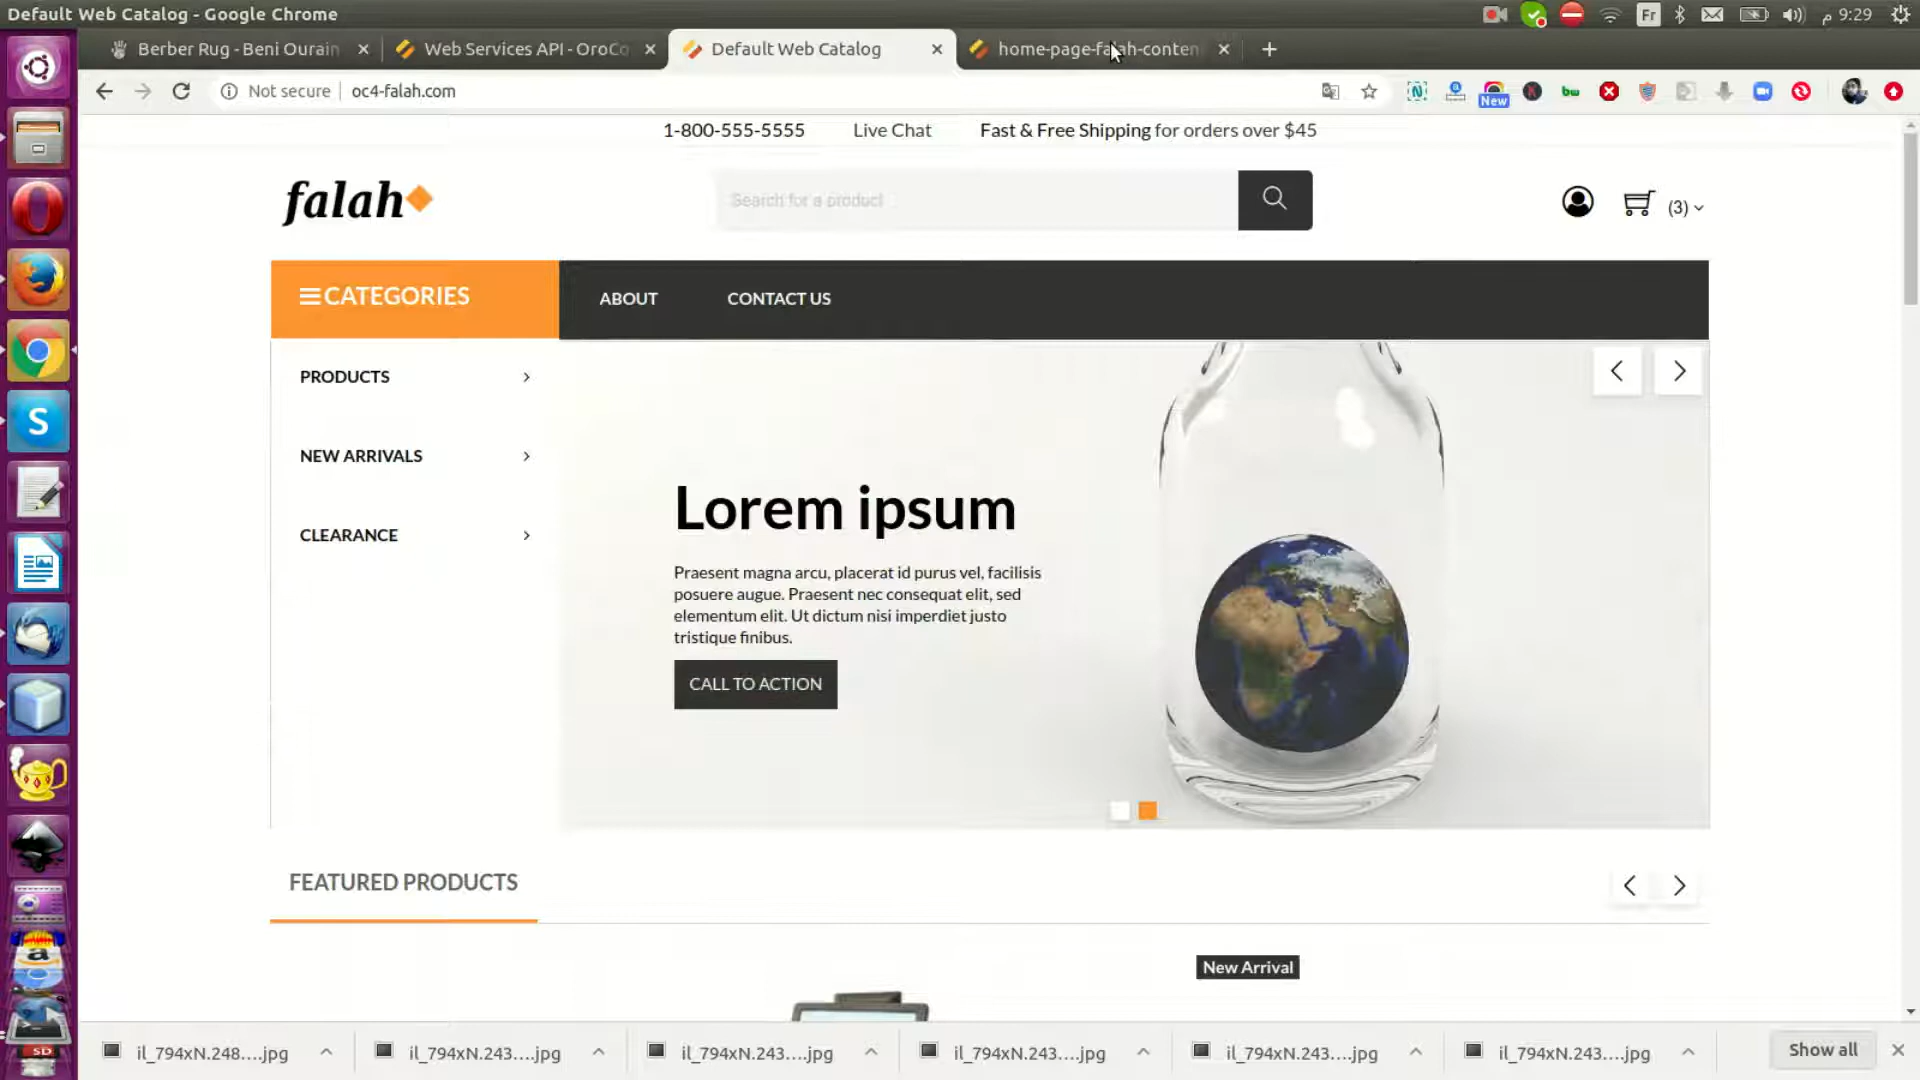 Default Web Catalog - Google Chrome
Fr
م 9:29
Berber Rug - Beni Ourain
Web Services API - OroCo
Default Web Catalog
home-page-falah-conten
Not secure
oc4-falah.com
New
1-800-555-5555
Live Chat
Fast & Free Shipping for orders over $45
falah
Search for a product
(3)
CATEGORIES
ABOUT
CONTACT US
PRODUCTS
NEW ARRIVALS
CLEARANCE
Lorem ipsum
Praesent magna arcu, placerat id purus vel, facilisis
posuere augue. Praesent nec consequat elit, sed
elementum elit. Ut dictum nisi imperdiet justo
tristique finibus.
CALL TO ACTION
FEATURED PRODUCTS
New Arrival
il_794xN.248....jpg
il_794xN.243....jpg
il_794xN.243....jpg
il_794xN.243....jpg
il_794xN.243....jpg
il_794xN.243....jpg
Show all